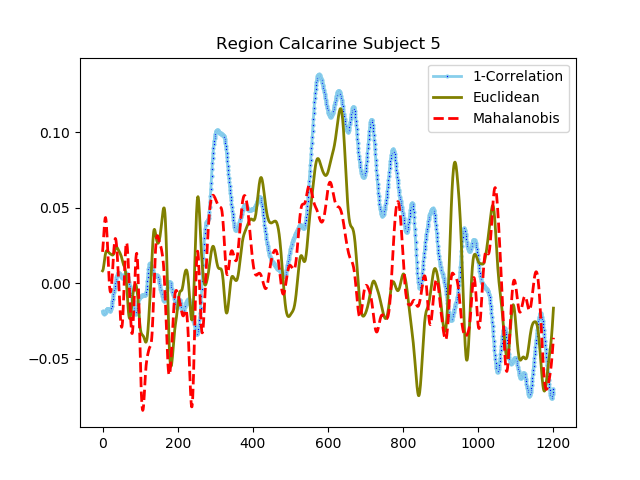 Region Calcarine Subject 5
1-Correlation
Euclidean
Mahalanobis
0.10
0.05
0.00
−0.05
0 200 400 600 800 1000 1200